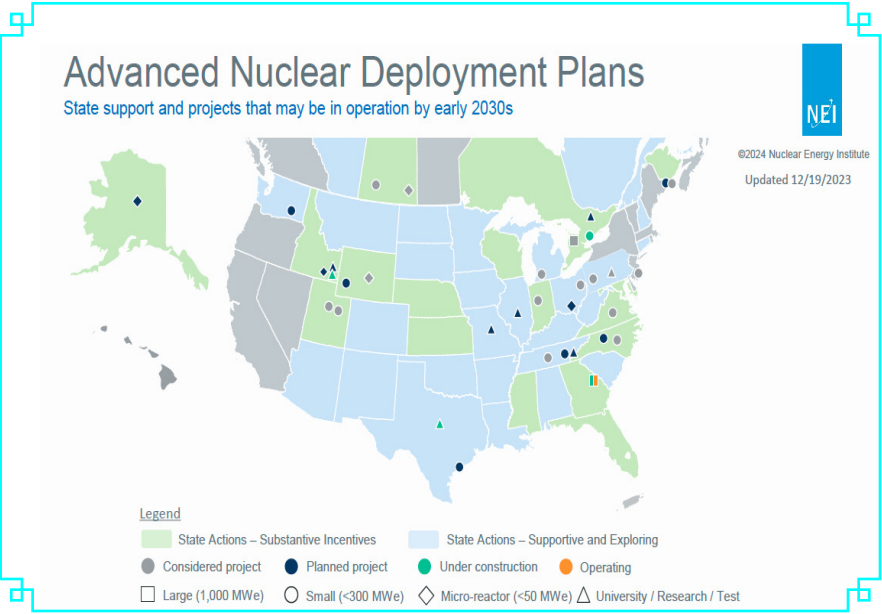 Advanced Nuclear Deployment Plans
State support and projects that may be in operation by early 2030s
NEI
©2024 Nuclear Energy Institute
Updated 12/19/2023
Legend
State Actions – Substantive Incentives
State Actions – Supportive and Exploring
Considered project
Planned project
Under construction
Operating
Large (1,000 MWe)
Small (<300 MWe)
Micro-reactor (<50 MWe)
University / Research / Test